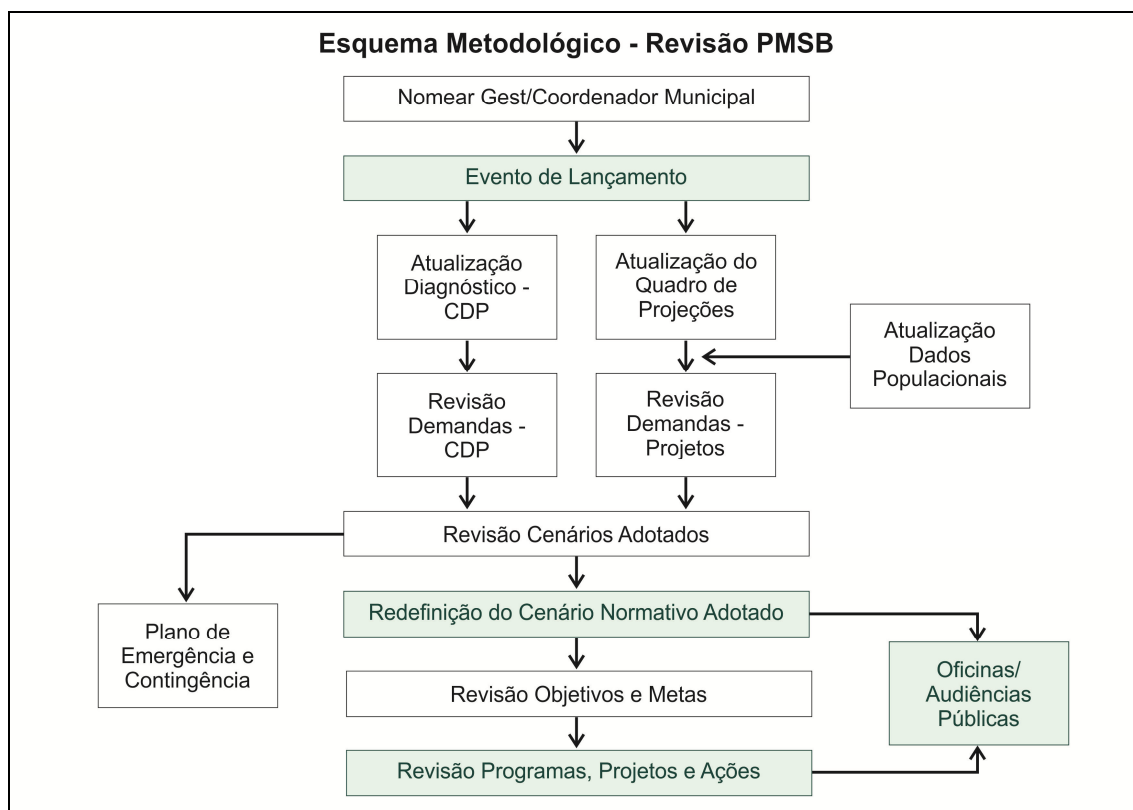 Esquema Metodológico - Revisão PMSB
Nomear Gest/Coordenador Municipal
Evento de Lançamento
Atualização
Diagnóstico -
CDP
Atualização do
Quadro de
Projeções
Atualização
Dados
Populacionais
Revisão
Demandas -
CDP
Revisão
Demandas -
Projetos
Revisão Cenários Adotados
Redefinição do Cenário Normativo Adotado
Plano de
Emergência e
Contingência
Revisão Objetivos e Metas
Oficinas/
Audiências
Públicas
Revisão Programas, Projetos e Ações